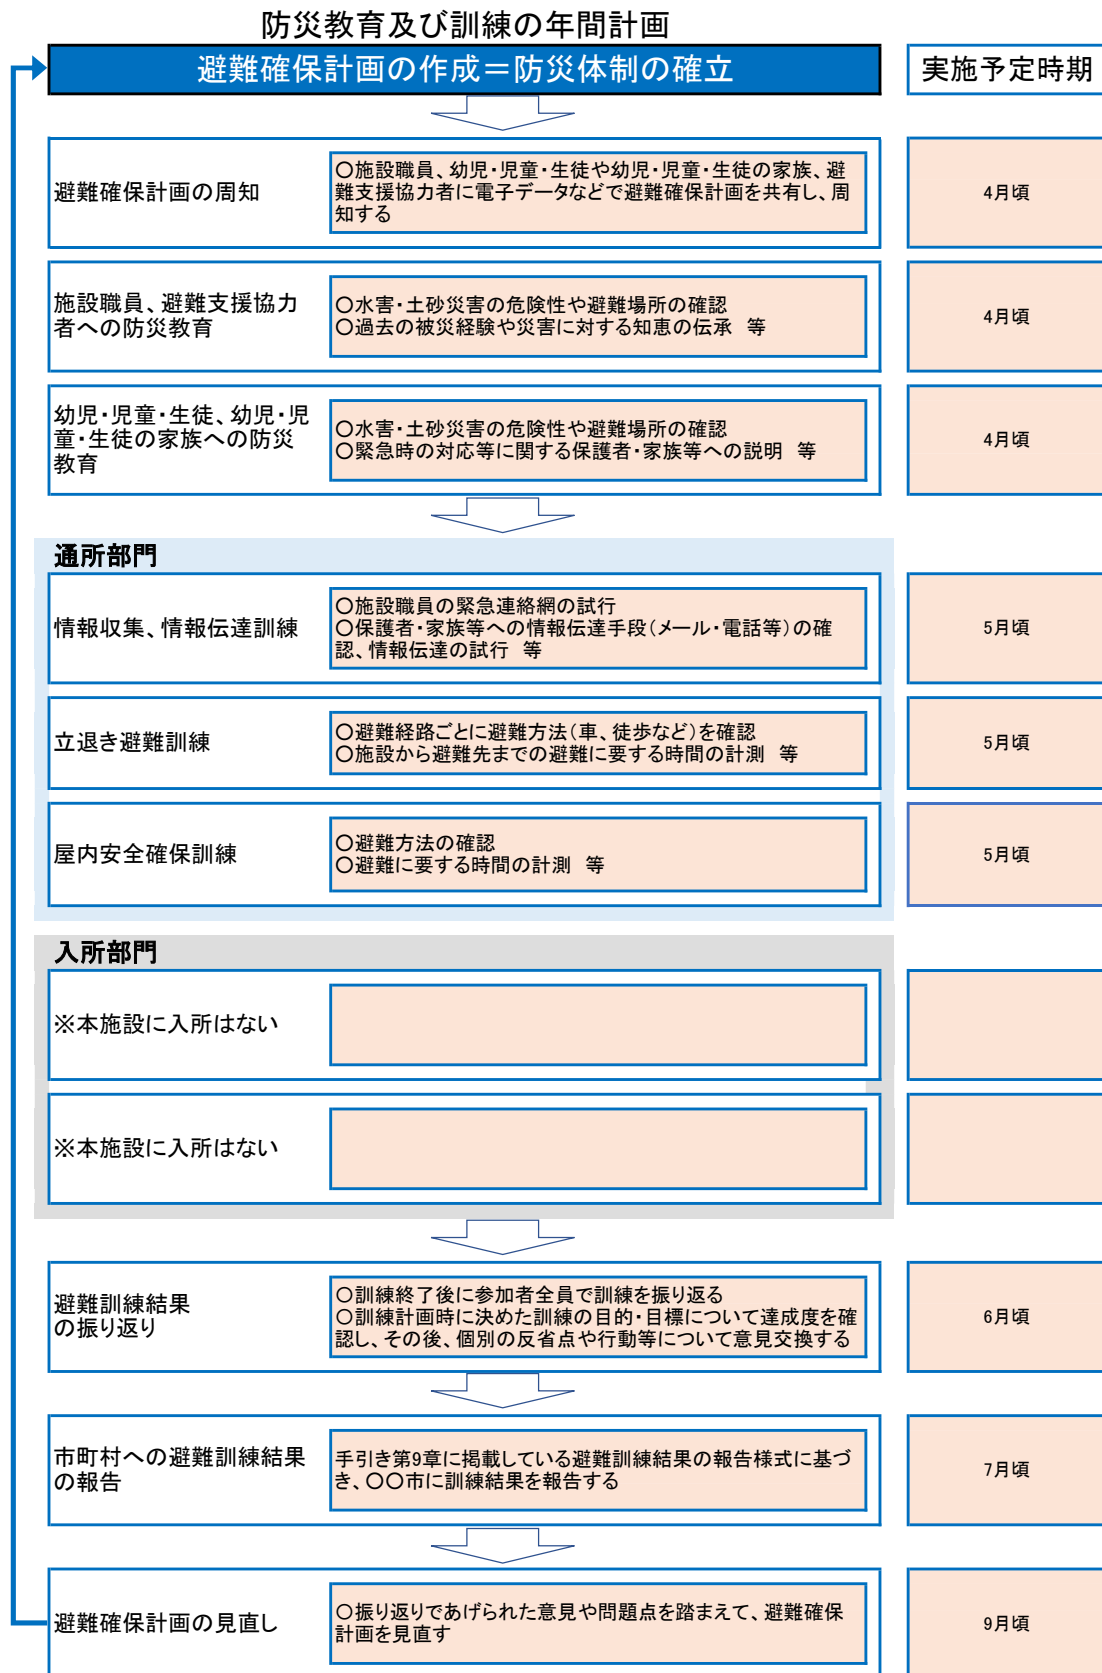 防災教育及び訓練の年間計画
避難確保計画の作成＝防災体制の確立
実施予定時期
避難確保計画の周知
〇施設職員、幼児・児童・生徒や幼児・児童・生徒の家族、避
難支援協力者に電子データなどで避難確保計画を共有し、周
知する
4月頃
施設職員、避難支援協力
者への防災教育
〇水害・土砂災害の危険性や避難場所の確認
〇過去の被災経験や災害に対する知恵の伝承　等
4月頃
幼児・児童・生徒、幼児・児
童・生徒の家族への防災
教育
〇水害・土砂災害の危険性や避難場所の確認
〇緊急時の対応等に関する保護者・家族等への説明　等
4月頃
通所部門
情報収集、情報伝達訓練
〇施設職員の緊急連絡網の試行
〇保護者・家族等への情報伝達手段（メール・電話等）の確
認、情報伝達の試行　等
5月頃
立退き避難訓練
〇避難経路ごとに避難方法（車、徒歩など）を確認
〇施設から避難先までの避難に要する時間の計測　等
5月頃
屋内安全確保訓練
〇避難方法の確認
〇避難に要する時間の計測　等
5月頃
入所部門
※本施設に入所はない
※本施設に入所はない
避難訓練結果
の振り返り
〇訓練終了後に参加者全員で訓練を振り返る
〇訓練計画時に決めた訓練の目的・目標について達成度を確
認し、その後、個別の反省点や行動等について意見交換する
6月頃
市町村への避難訓練結果
の報告
手引き第9章に掲載している避難訓練結果の報告様式に基づ
き、〇〇市に訓練結果を報告する
7月頃
避難確保計画の見直し
〇振り返りであげられた意見や問題点を踏まえて、避難確保
計画を見直す
9月頃